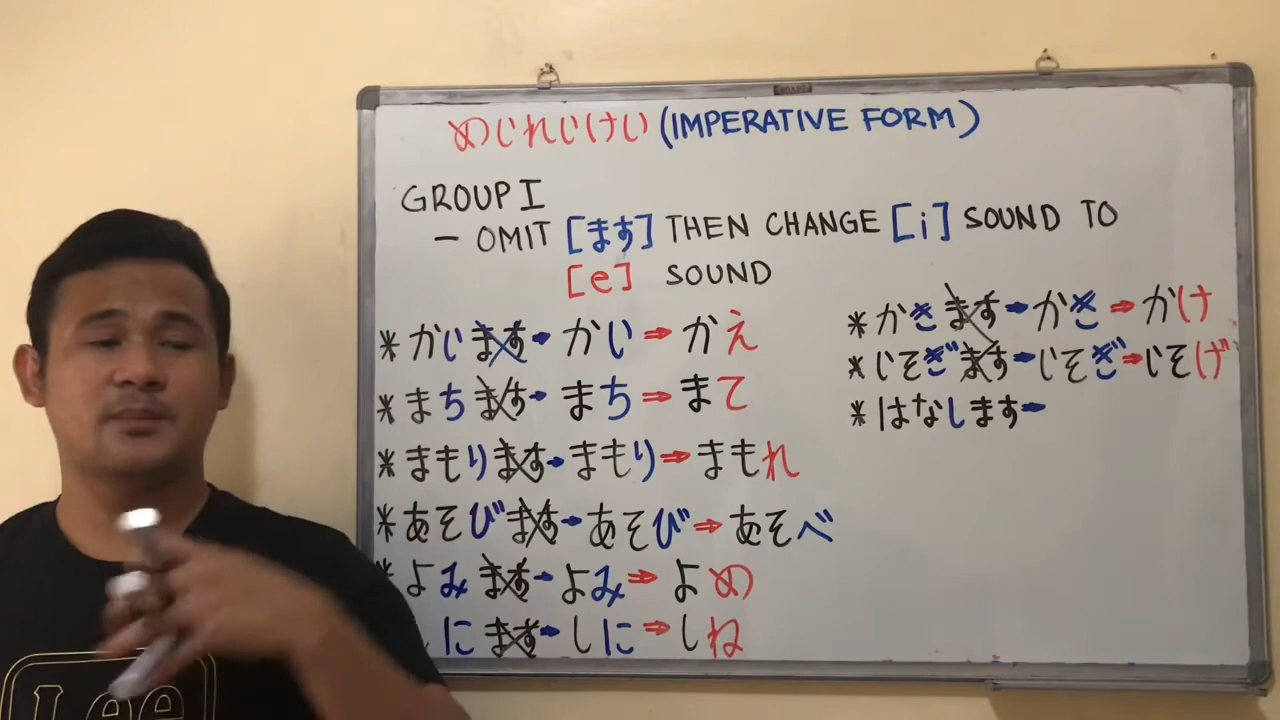 めいれいけい (IMPERATIVE FORM)
GROUP I
– OMIT [ます] THEN CHANGE [i] SOUND TO
[e] SOUND
* かいます → かい ⇒ かえ
* まちます → まち ⇒ まて
* まもります → まもり ⇒ まもれ
* あそびます → あそび ⇒ あそべ
* よみます → よみ ⇒ よめ
にます → しに ⇒ しね
* かきます → かき ⇒ かけ
* いそぎます → いそぎ ⇒ いそげ
* はなします →
Lee